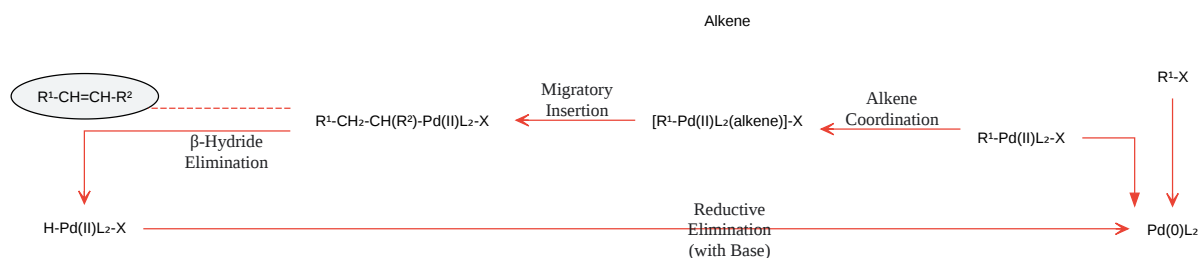 Alkene
R¹-X
R¹-CH=CH-R²
Migratory
Insertion
Alkene
Coordination
R¹-CH₂-CH(R²)-Pd(II)L₂-X
[R¹-Pd(II)L₂(alkene)]-X
R¹-Pd(II)L₂-X
β-Hydride
Elimination
H-Pd(II)L₂-X
Reductive
Elimination
(with Base)
Pd(0)L₂